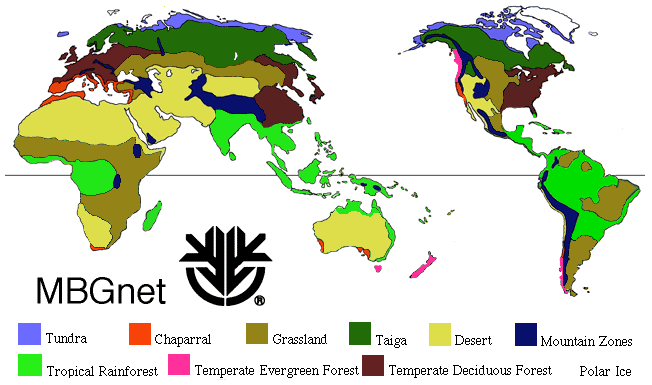 MBGnet
®
Tundra Chaparral Grassland Taiga Desert Mountain Zones
Tropical Rainforest Temperate Evergreen Forest Temperate Deciduous Forest Polar Ice